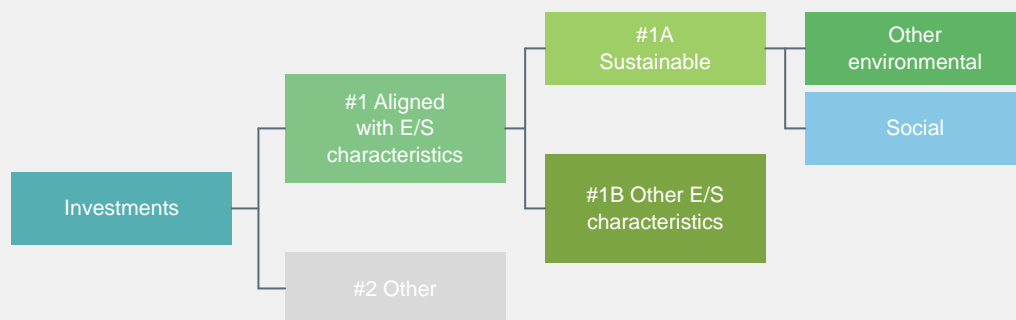 Investments
#1 Aligned
with E/S
characteristics
#2 Other
#1A
Sustainable
#1B Other E/S
characteristics
Other
environmental
Social